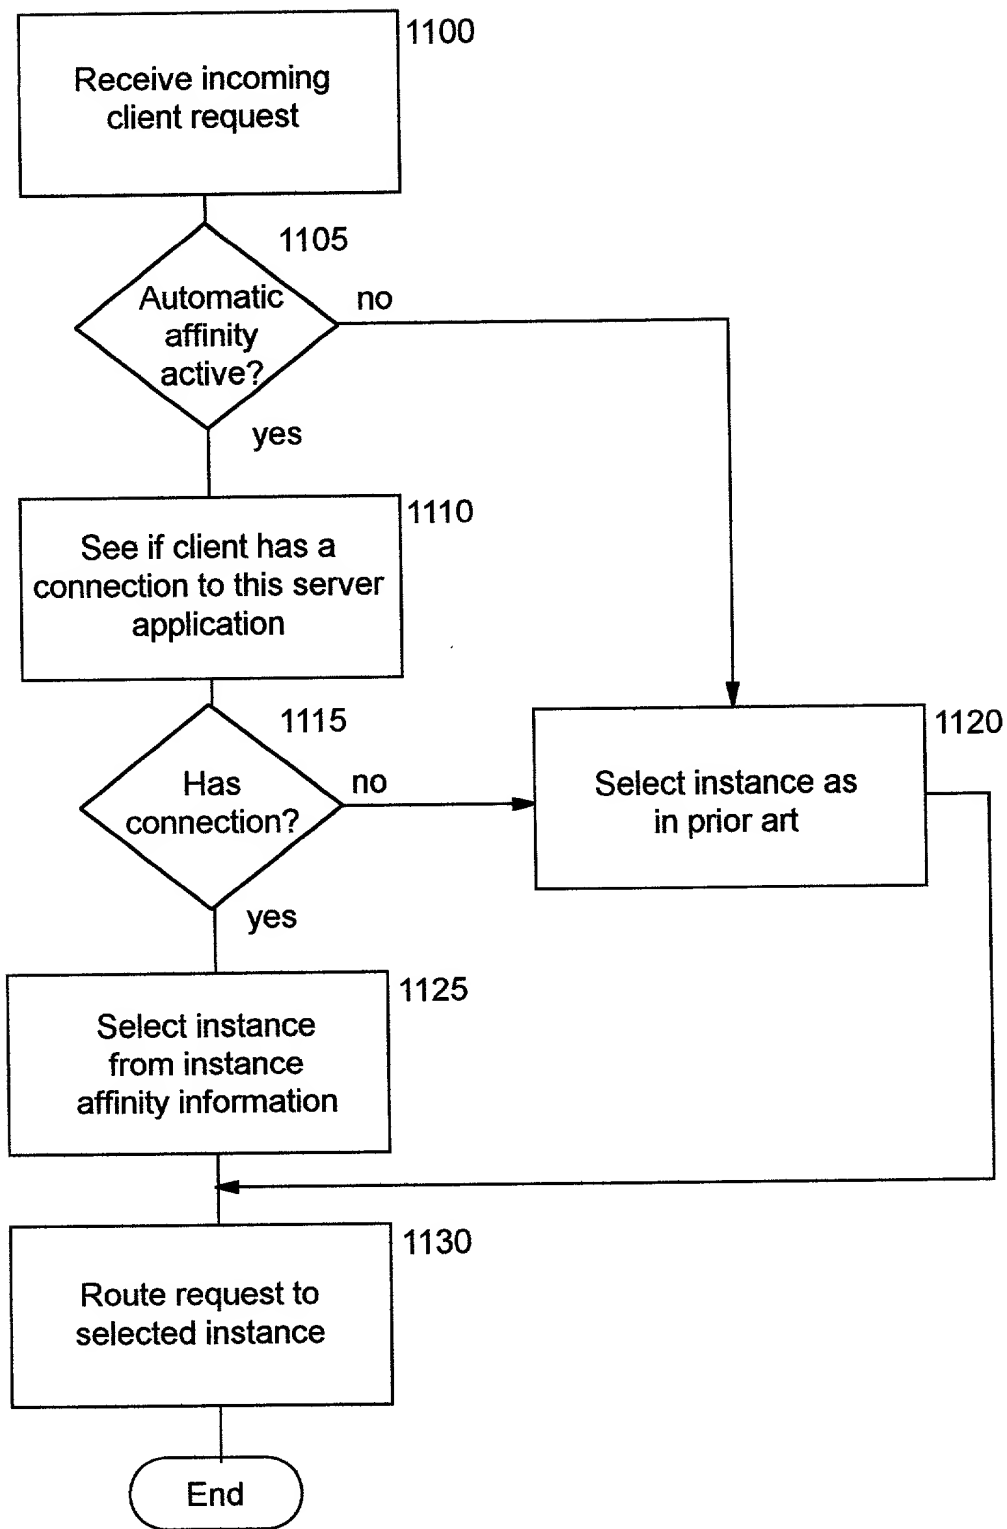 1100
Receive incoming
client request
1105
Automatic
affinity
active?
no
yes
1110
See if client has a
connection to this server
application
1115
Has
connection?
no
yes
1120
Select instance as
in prior art
1125
Select instance
from instance
affinity information
1130
Route request to
selected instance
End